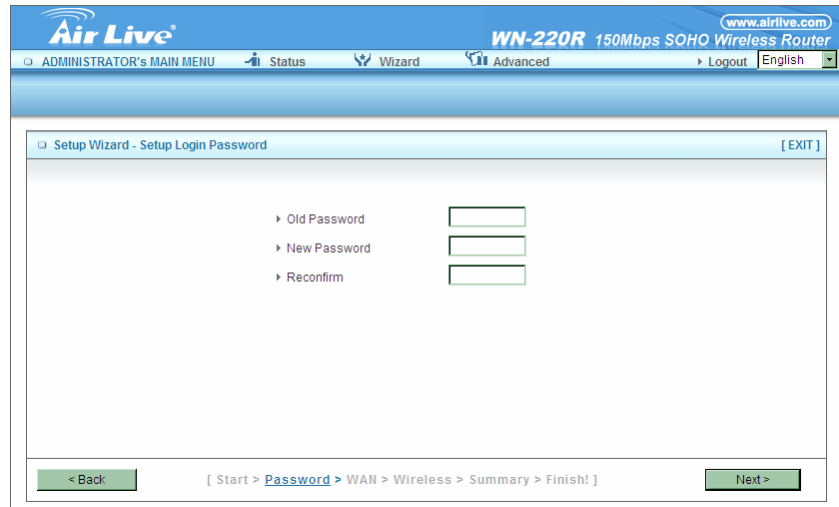 Air Live®
www.airlive.com
WN-220R 150Mbps SOHO Wireless Router
ADMINISTRATOR's MAIN MENU Status Wizard Advanced Logout English
Setup Wizard - Setup Login Password [ EXIT ]
Old Password
New Password
Reconfirm
< Back [ Start > Password > WAN > Wireless > Summary > Finish! ] Next >